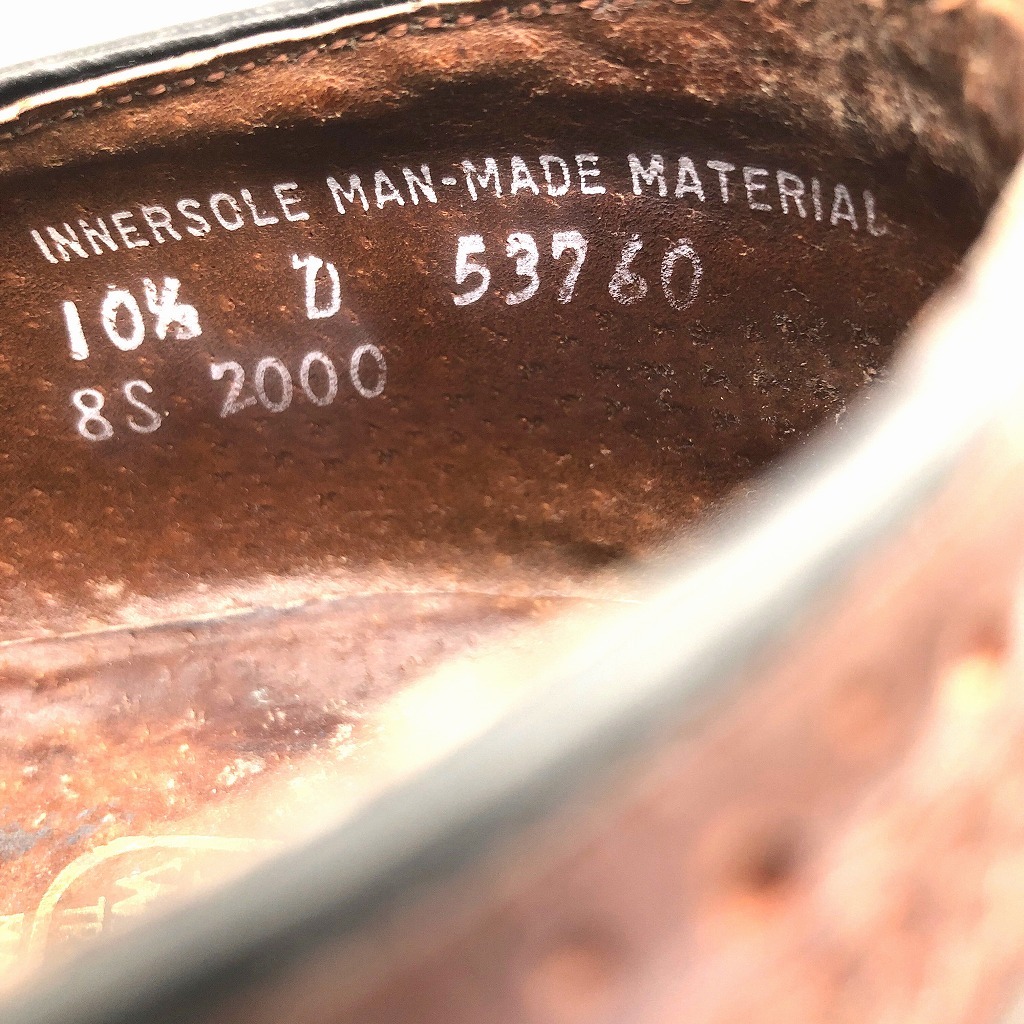 INNERSOLE MAN-MADE MATERIAL
10½ D 53760
8S 2000